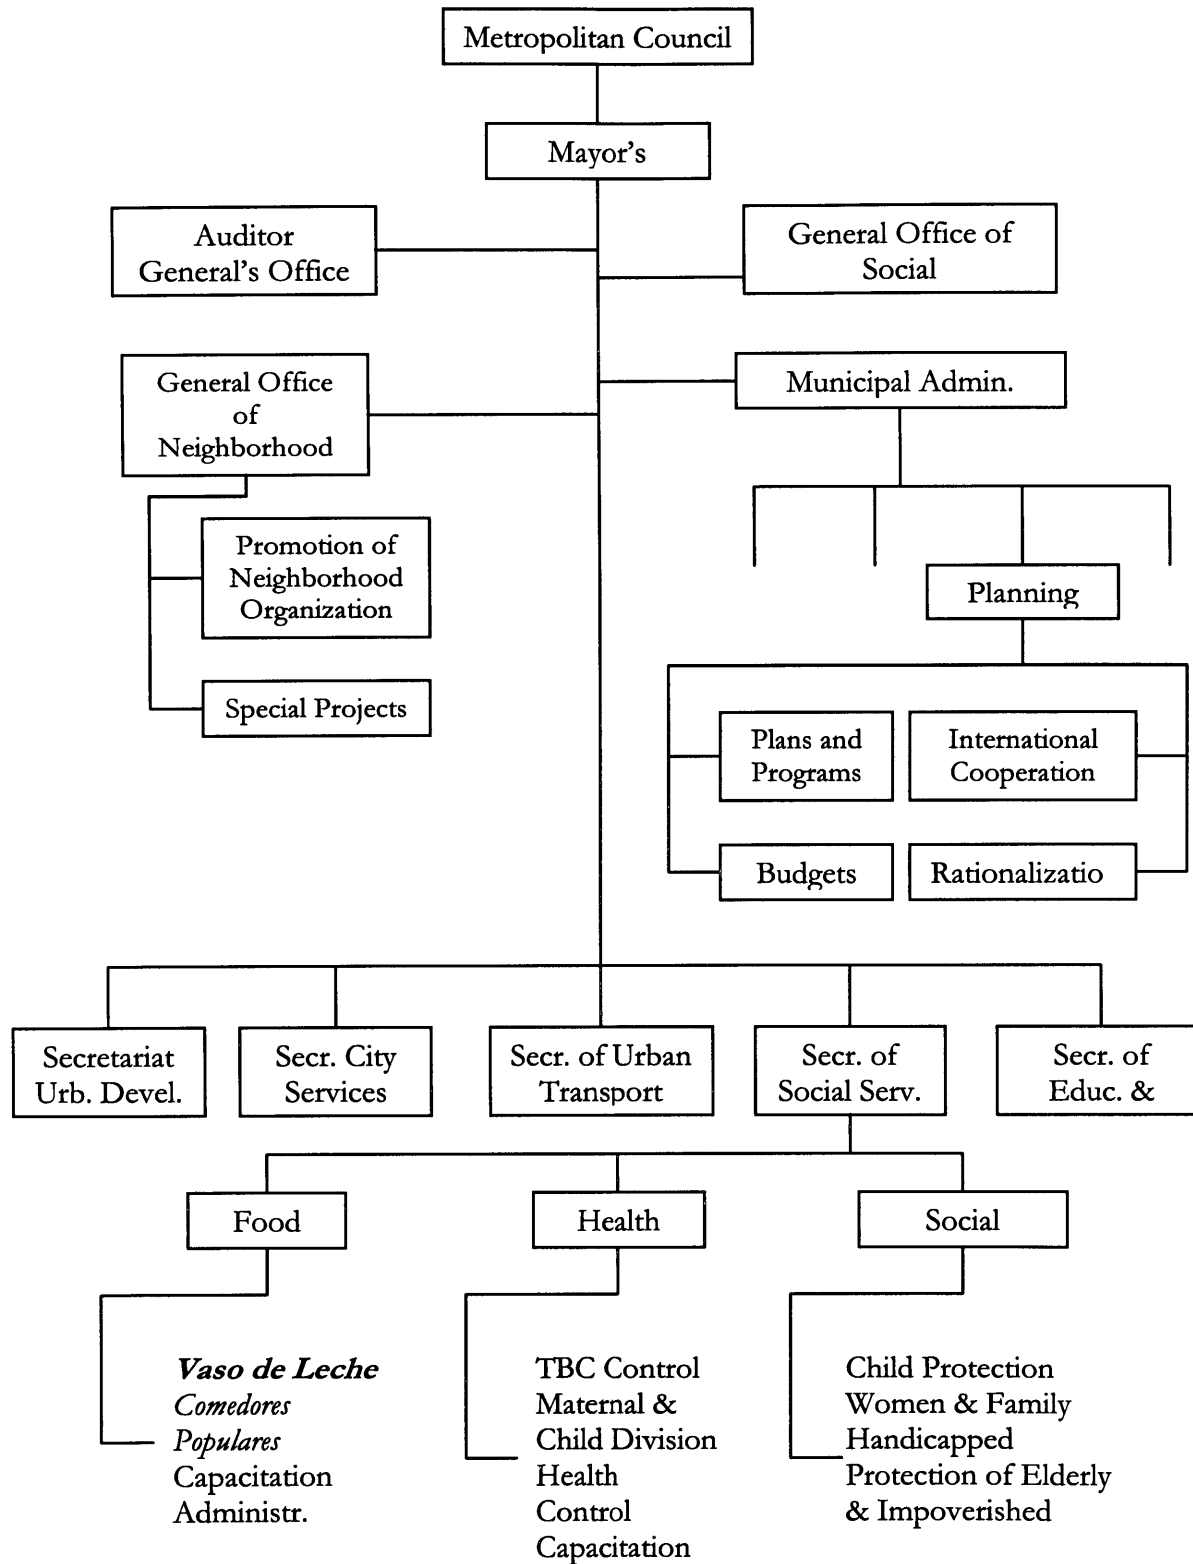 Metropolitan Council
Mayor's
Auditor
General's Office
General Office of
Social
General Office
of
Neighborhood
Municipal Admin.
Promotion of
Neighborhood
Organization
Special Projects
Planning
Plans and
Programs
International
Cooperation
Budgets
Rationalizatio
Secretariat
Urb. Devel.
Secr. City
Services
Secr. of Urban
Transport
Secr. of
Social Serv.
Secr. of
Educ. &
Food
Health
Social
Vaso de Leche
Comedores
Populares
Capacitation
Administr.
TBC Control
Maternal &
Child Division
Health
Control
Capacitation
Child Protection
Women & Family
Handicapped
Protection of Elderly
& Impoverished